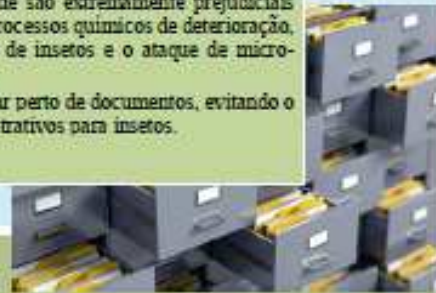 de são extremamente prejudiciais
processos químicos de deterioração,
de insetos e o ataque de micro-
ar perto de documentos, evitando o
trativos para insetos.